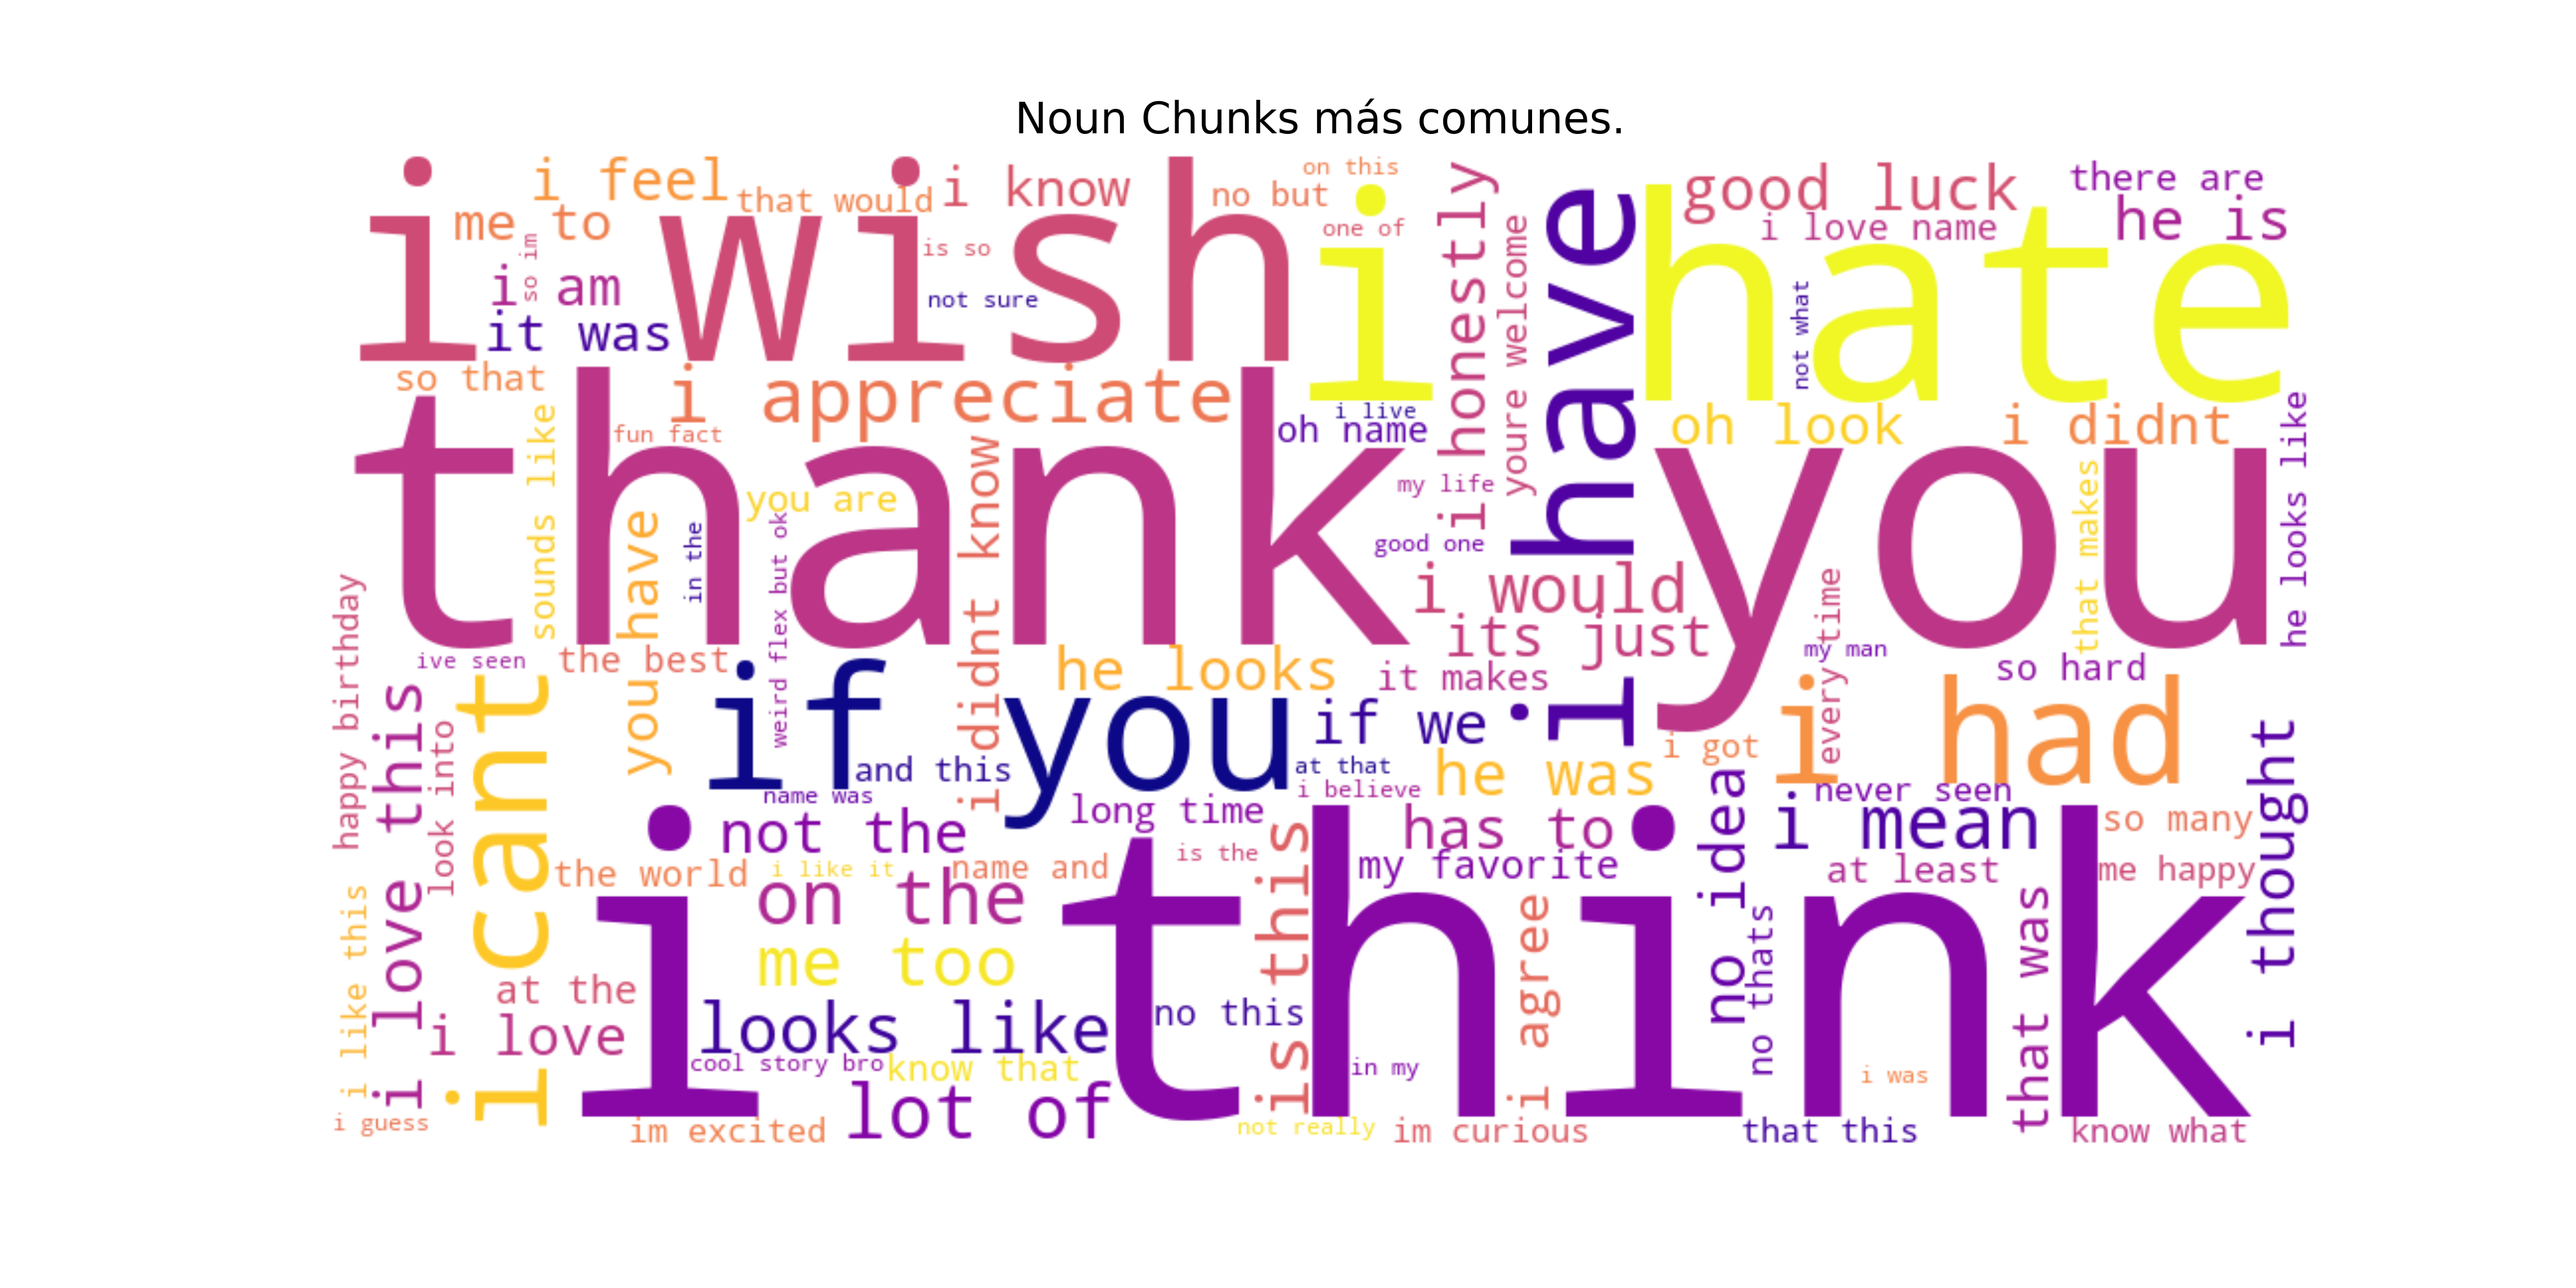 Noun Chunks más comunes.
i wish
i feel
that would
i know
no but
on this
one of
i hate
good luck
i love name
there are
he is
me to
so im
i am
it was
is so
not sure
honestly
youre welcome
i have
not what
so that
i appreciate
fun fact
thank you
i live
oh name
oh look
i didnt
he looks like
sounds like
you have
in the
you are
weird flex but ok
i didnt know
my life
good one
i would
its just
that makes
every time
my man
so hard
happy birthday
ive seen
the best
he looks
it makes
if you
if we
i had
i got
he was
at that
i believe
and this
name was
i love this
look into
i cant
not the
long time
has to
no idea
never seen
i mean
so many
i thought
the world
i like it
name and
is the
is this
my favorite
at least
me happy
i think
on the
me too
i like this
at the
i love
looks like
no this
i agree
no thats
that was
cool story bro
know that
in my
i was
i guess
im excited
lot of
not really
im curious
that this
know what
i